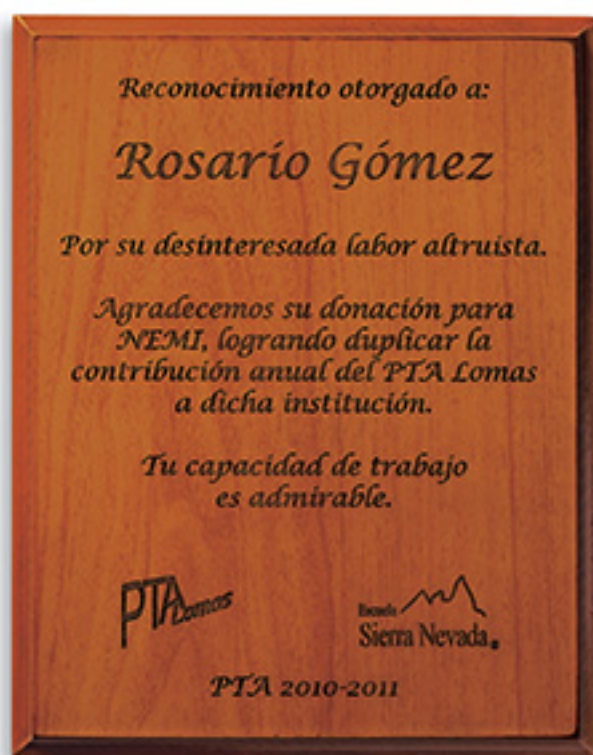 Reconocimiento otorgado a:
Rosario Gómez
Por su desinteresada labor altruista.
Agradecemos su donación para
NEMI, logrando duplicar la
contribución anual del PTA Lomas
a dicha institución.
Tu capacidad de trabajo
es admirable.
PTA Lomas
Escuela
Sierra Nevada
PTA 2010-2011